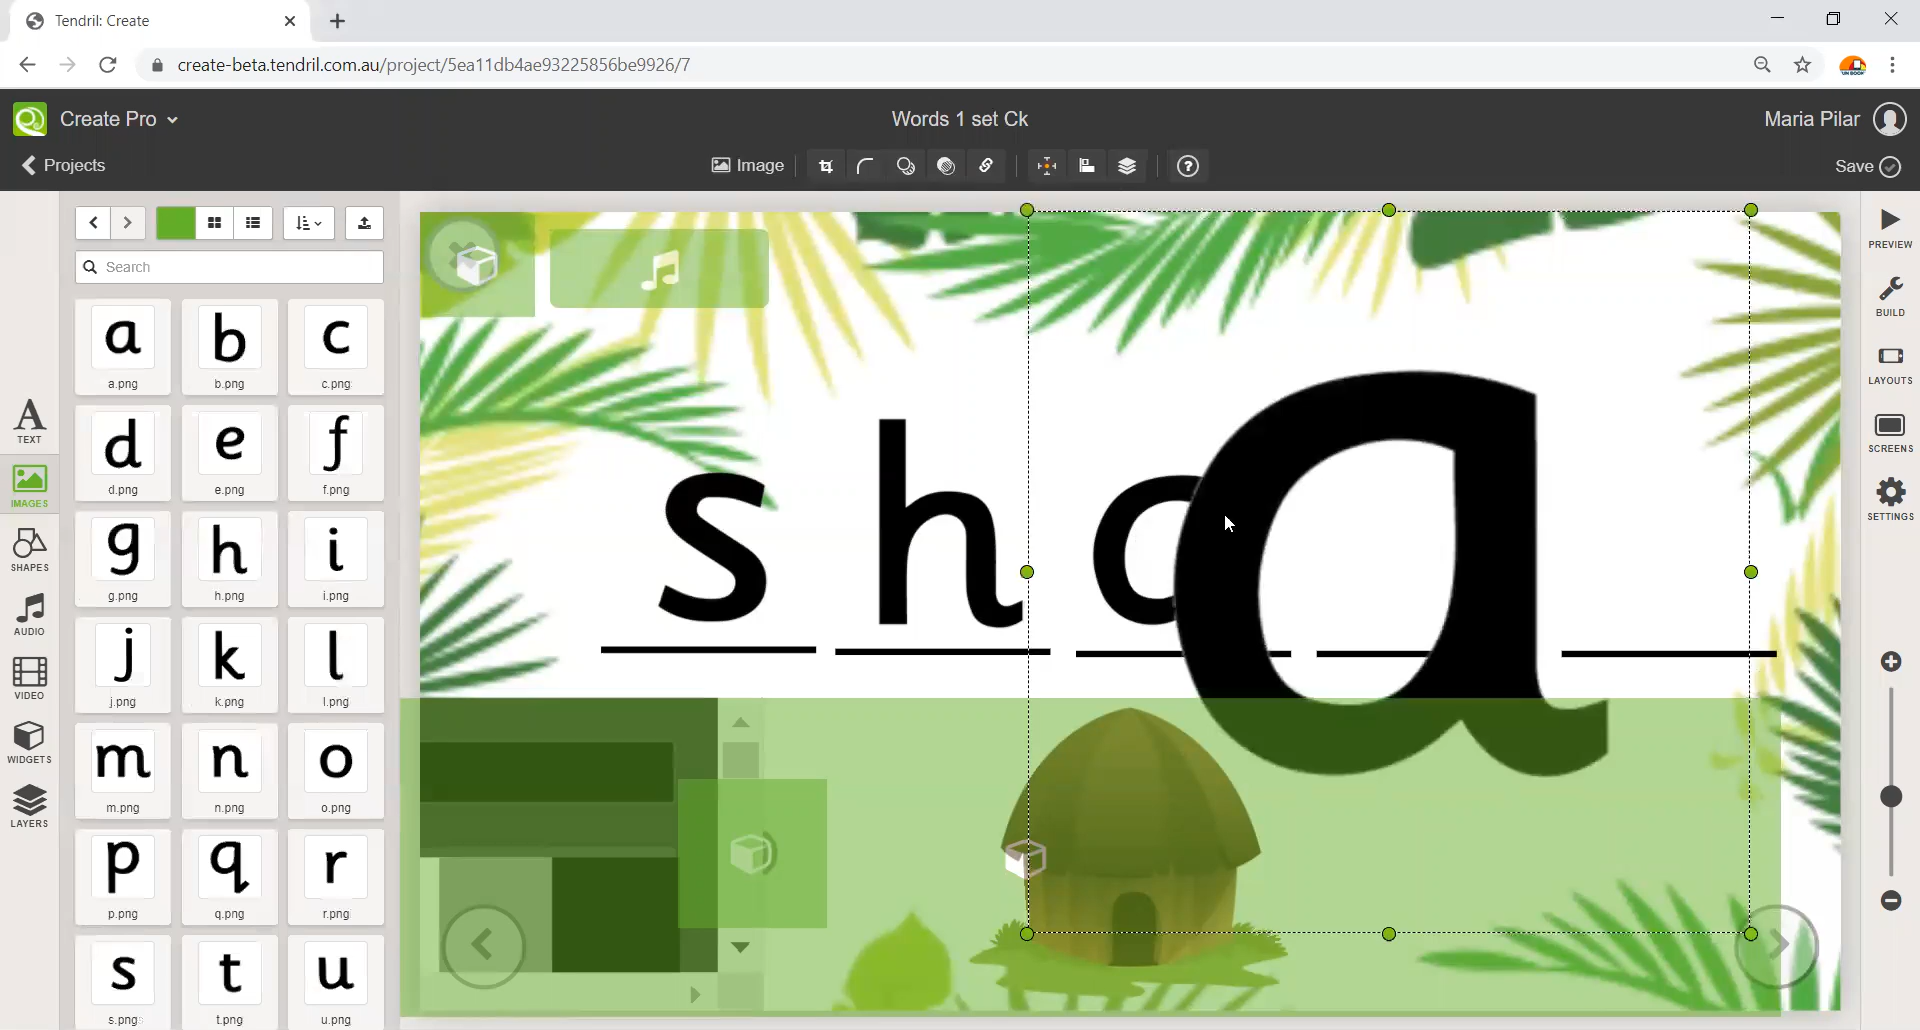 Tendril: Create
create-beta.tendril.com.au/project/5ea11db4ae93225856be9926/7
Create Pro
Words 1 set Ck
Maria Pilar
Projects
Image
Save
Search
a b c
a.png b.png c.png
d e f
d.png e.png f.png
g h i
g.png h.png i.png
j k l
j.png k.png l.png
m n o
m.png n.png o.png
p q r
p.png q.png r.png
s t u
s.png t.png u.png
TEXT
IMAGES
SHAPES
AUDIO
VIDEO
WIDGETS
LAYERS
s h a
PREVIEW
BUILD
LAYOUTS
SCREENS
SETTINGS